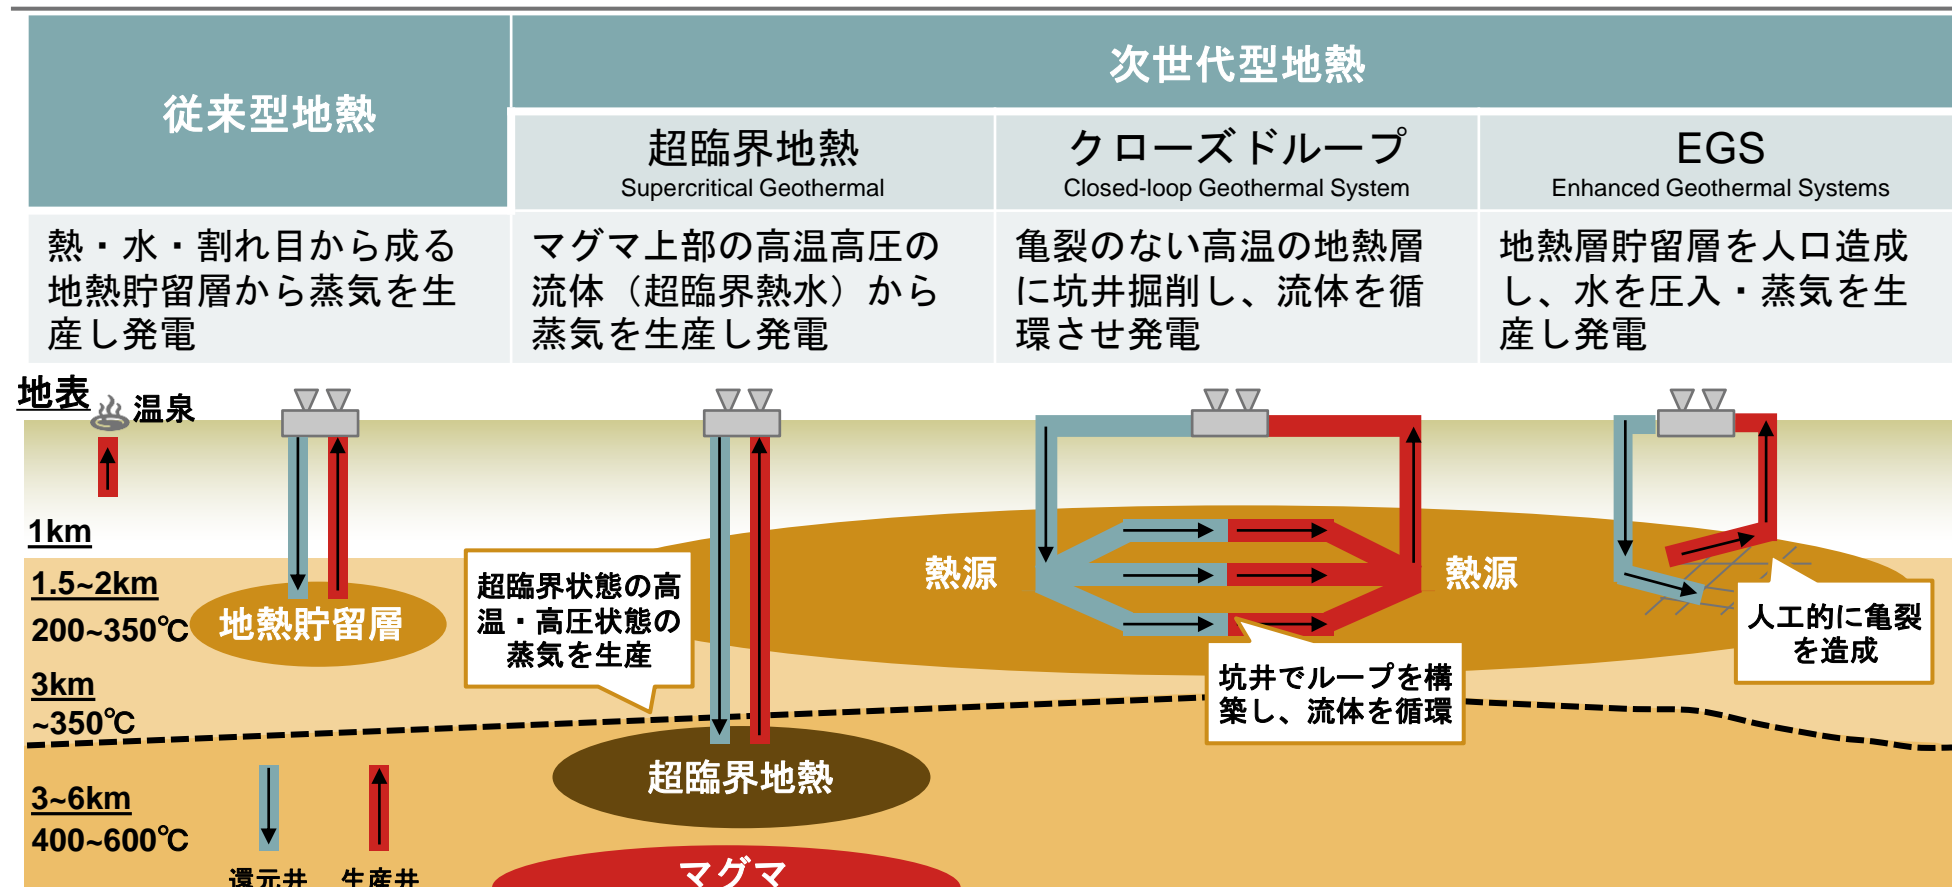 従来型地熱
次世代型地熱
超臨界地熱
Supercritical Geothermal
クローズドループ
Closed-loop Geothermal System
EGS
Enhanced Geothermal Systems
熱・水・割れ目から成る
地熱貯留層から蒸気を生
産し発電
マグマ上部の高温高圧の
流体（超臨界熱水）から
蒸気を生産し発電
亀裂のない高温の地熱層
に坑井掘削し、流体を循
環させ発電
地熱層貯留層を人口造成
し、水を圧入・蒸気を生
産し発電
地表
温泉
1km
1.5~2km
200~350℃
地熱貯留層
3km
~350℃
3~6km
400~600℃
還元井
生産井
超臨界状態の高
温・高圧状態の
蒸気を生産
超臨界地熱
マグマ
熱源
熱源
坑井でループを構
築し、流体を循環
人工的に亀裂
を造成